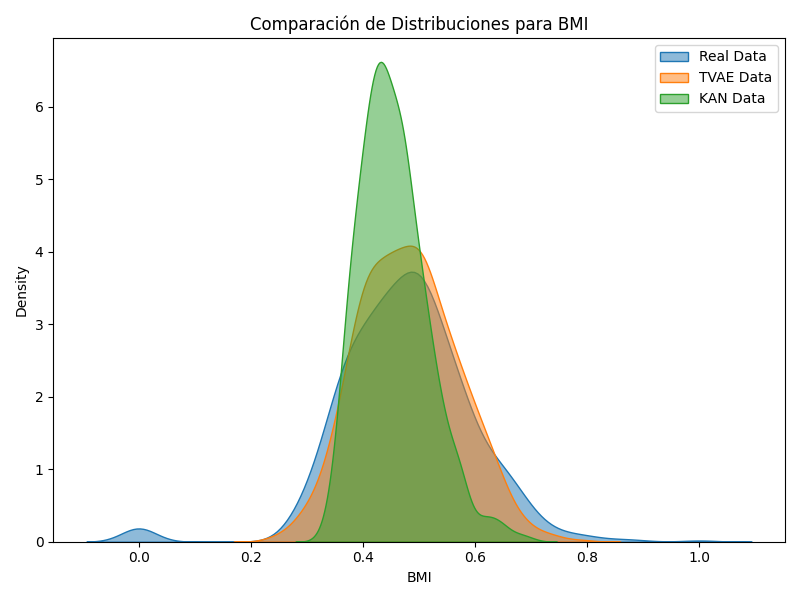 Comparación de Distribuciones para BMI
Real Data
TVAE Data
KAN Data
Density
6
5
4
3
2
1
0
0.0 0.2 0.4 0.6 0.8 1.0
BMI